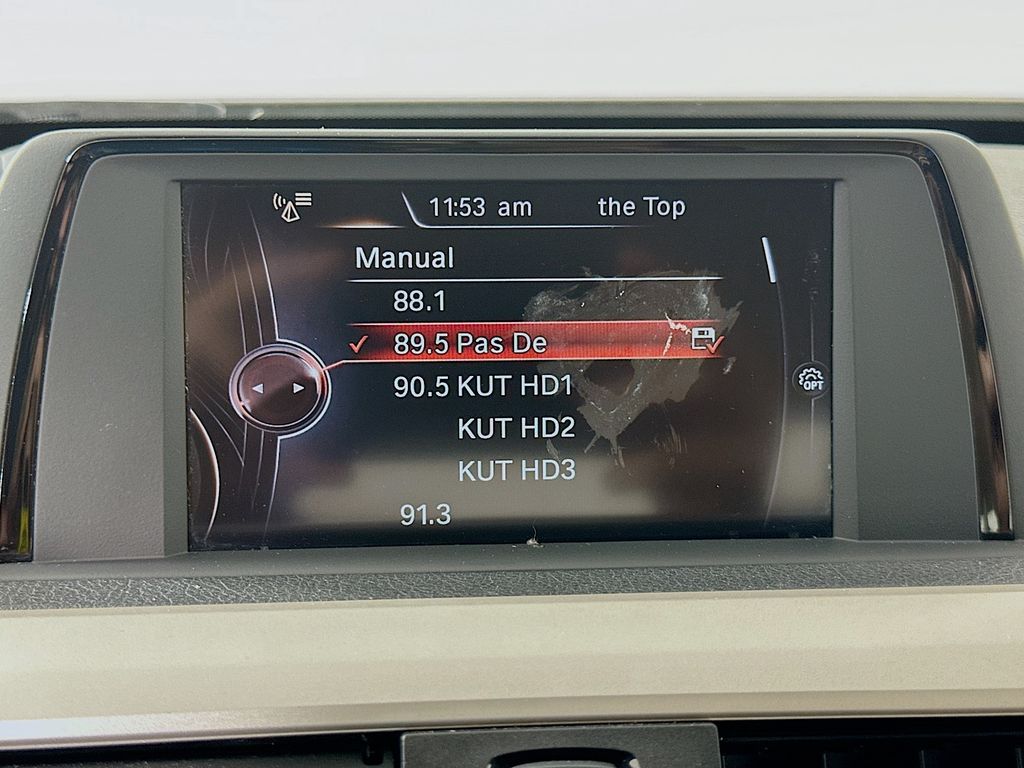 11:53 am the Top
Manual
88.1
89.5 Pas De
90.5 KUT HD1
KUT HD2
KUT HD3
91.3
OPT